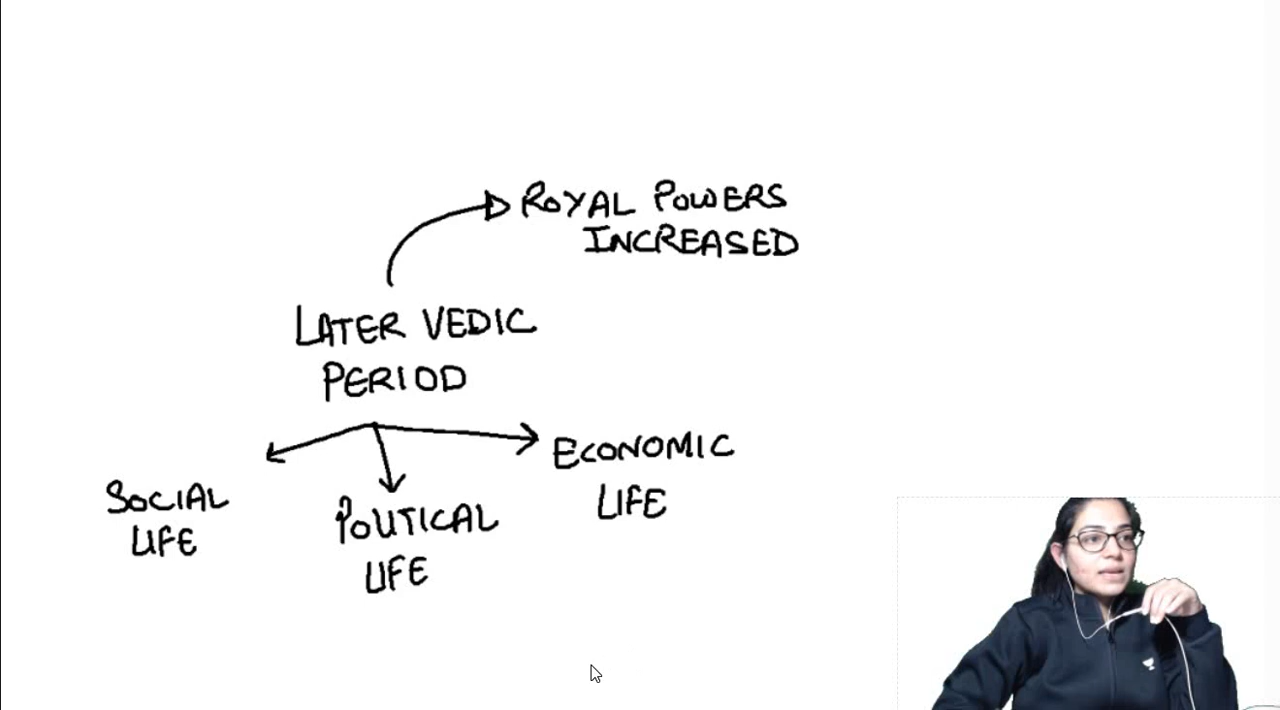 ROYAL POWERS
INCREASED
LATER VEDIC
PERIOD
SOCIAL
LIFE
POLITICAL
LIFE
ECONOMIC
LIFE